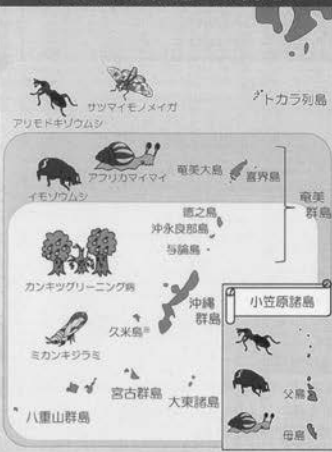 トカラ列島
サツマイモノメイガ
アリモドキゾウムシ
アフリカマイマイ
イモゾウムシ
奄美大島
喜界島
奄美
群島
徳之島
沖永良部島
与論島
カンキツグリーニング病
沖縄
群島
小笠原諸島
久米島※
ミカンキジラミ
宮古群島
大東諸島
八重山群島
父島
母島